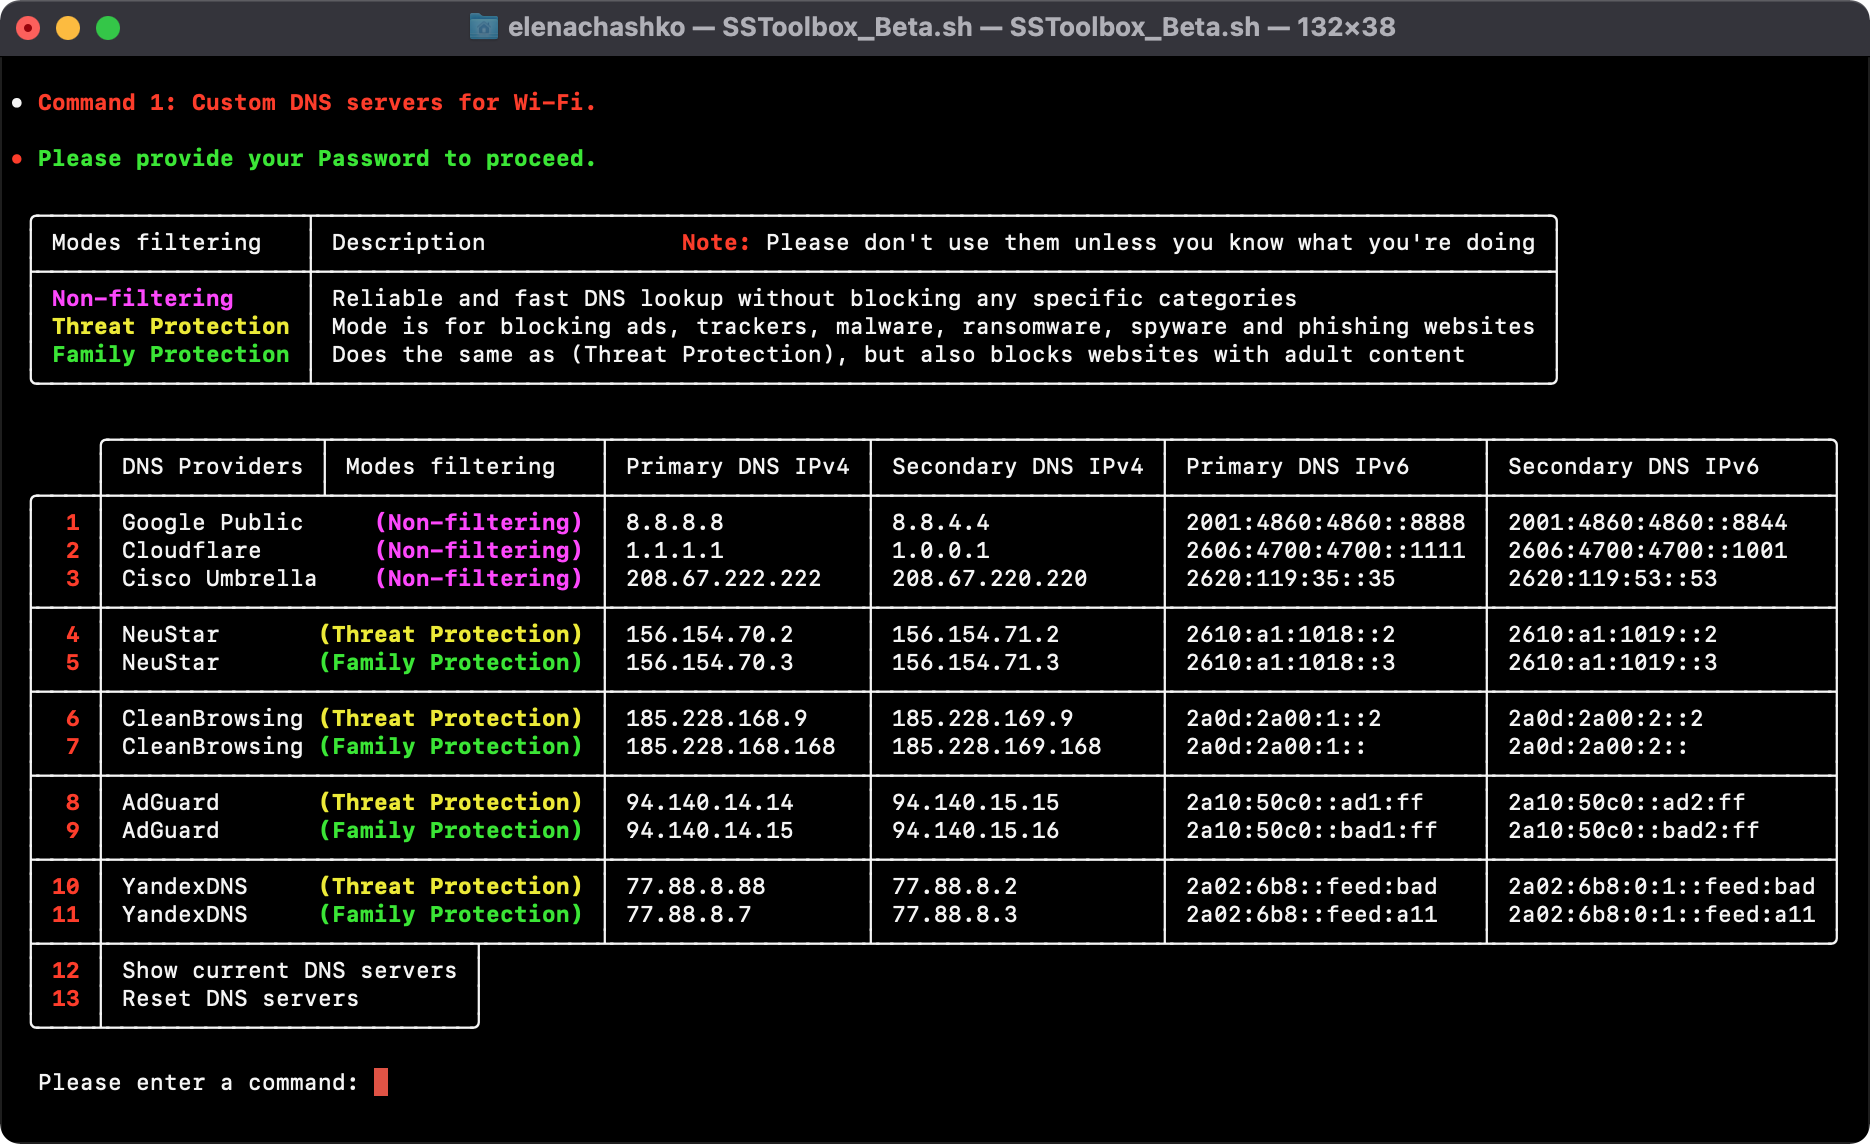 elenachashko — SSToolbox_Beta.sh — SSToolbox_Beta.sh — 132×38
• Command 1: Custom DNS servers for Wi-Fi.
• Please provide your Password to proceed.
Modes filtering Description Note: Please don't use them unless you know what you're doing
Non-filtering Reliable and fast DNS lookup without blocking any specific categories
Threat Protection Mode is for blocking ads, trackers, malware, ransomware, spyware and phishing websites
Family Protection Does the same as (Threat Protection), but also blocks websites with adult content
DNS Providers Modes filtering Primary DNS IPv4 Secondary DNS IPv4 Primary DNS IPv6 Secondary DNS IPv6
1 Google Public (Non-filtering) 8.8.8.8 8.8.4.4 2001:4860:4860::8888 2001:4860:4860::8844
2 Cloudflare (Non-filtering) 1.1.1.1 1.0.0.1 2606:4700:4700::1111 2606:4700:4700::1001
3 Cisco Umbrella (Non-filtering) 208.67.222.222 208.67.220.220 2620:119:35::35 2620:119:53::53
4 NeuStar (Threat Protection) 156.154.70.2 156.154.71.2 2610:a1:1018::2 2610:a1:1019::2
5 NeuStar (Family Protection) 156.154.70.3 156.154.71.3 2610:a1:1018::3 2610:a1:1019::3
6 CleanBrowsing (Threat Protection) 185.228.168.9 185.228.169.9 2a0d:2a00:1::2 2a0d:2a00:2::2
7 CleanBrowsing (Family Protection) 185.228.168.168 185.228.169.168 2a0d:2a00:1:: 2a0d:2a00:2::
8 AdGuard (Threat Protection) 94.140.14.14 94.140.15.15 2a10:50c0::ad1:ff 2a10:50c0::ad2:ff
9 AdGuard (Family Protection) 94.140.14.15 94.140.15.16 2a10:50c0::bad1:ff 2a10:50c0::bad2:ff
10 YandexDNS (Threat Protection) 77.88.8.88 77.88.8.2 2a02:6b8::feed:bad 2a02:6b8:0:1::feed:bad
11 YandexDNS (Family Protection) 77.88.8.7 77.88.8.3 2a02:6b8::feed:a11 2a02:6b8:0:1::feed:a11
12 Show current DNS servers
13 Reset DNS servers
Please enter a command: